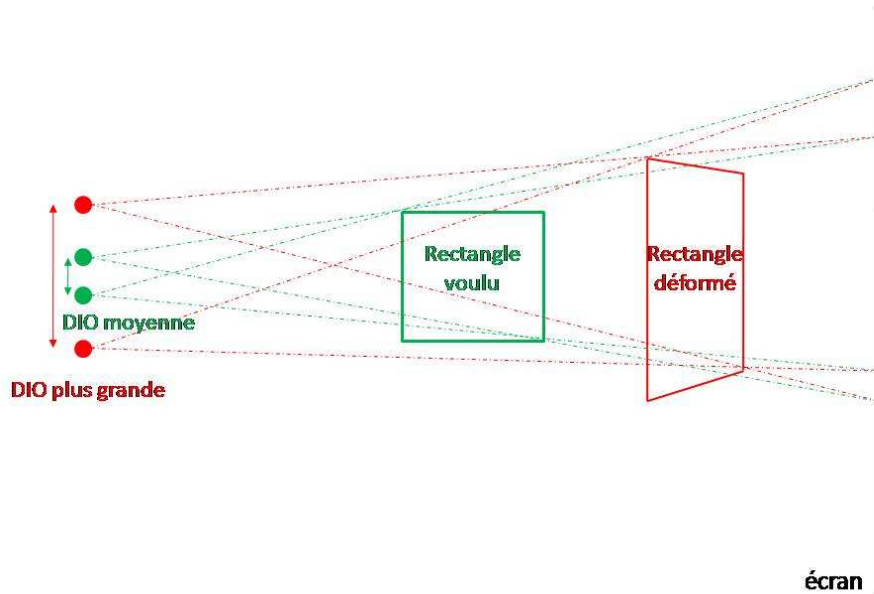 Rectangle
voulu
Rectangle
déformé
DIO moyenne
DIO plus grande
écran